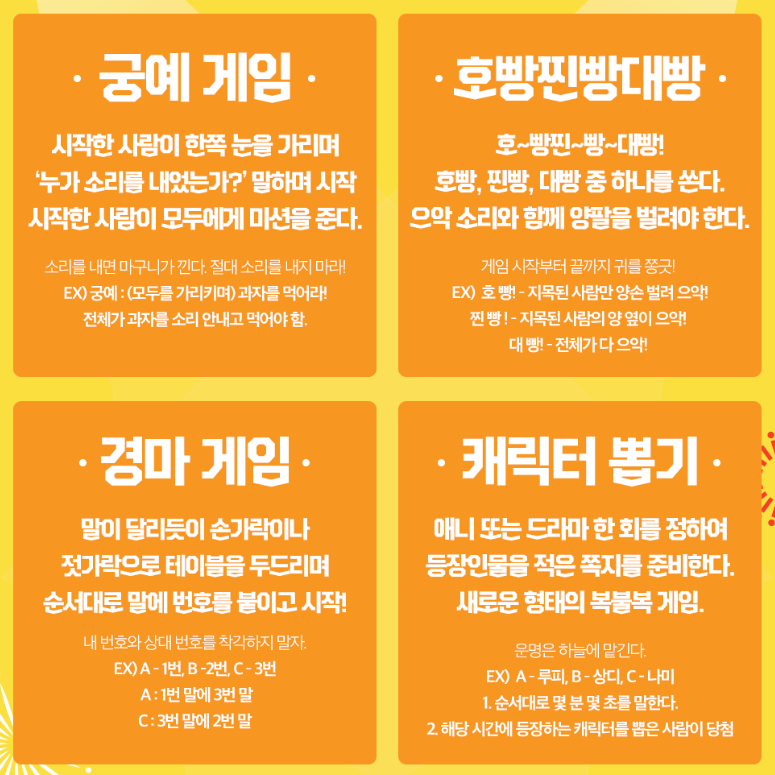 · 궁예 게임 ·
시작한 사람이 한쪽 눈을 가리며
‘누가 소리를 내었는가?’ 말하며 시작
시작한 사람이 모두에게 미션을 준다.
소리를 내면 마구니가 낀다. 절대 소리를 내지 마라!
EX) 궁예 : (모두를 가리키며) 과자를 먹어라!
전체가 과자를 소리 안내고 먹어야 함.
· 호빵찐빵대빵 ·
호~빵찐~빵~대빵!
호빵, 찐빵, 대빵 중 하나를 쏜다.
으악 소리와 함께 양팔을 벌려야 한다.
게임 시작부터 끝까지 귀를 쫑긋!
EX) 호 빵! - 지목된 사람만 양손 벌려 으악!
찐 빵 ! - 지목된 사람의 양 옆이 으악!
대 빵! - 전체가 다 으악!
· 경마 게임 ·
말이 달리듯이 손가락이나
젓가락으로 테이블을 두드리며
순서대로 말에 번호를 붙이고 시작!
내 번호와 상대 번호를 착각하지 말자.
EX) A - 1번, B -2번, C - 3번
A : 1번 말에 3번 말
C : 3번 말에 2번 말
· 캐릭터 뽑기 ·
애니 또는 드라마 한 회를 정하여
등장인물을 적은 쪽지를 준비한다.
새로운 형태의 복불복 게임.
운명은 하늘에 맡긴다.
EX) A - 루피, B - 상디, C - 나미
1. 순서대로 몇 분 몇 초를 말한다.
2. 해당 시간에 등장하는 캐릭터를 뽑은 사람이 당첨